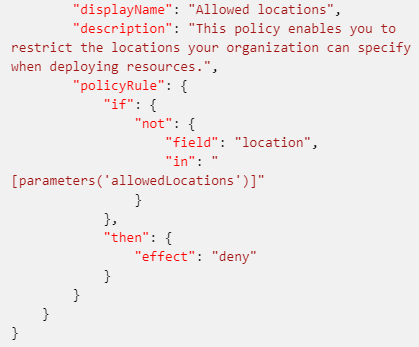 "displayName": "Allowed locations",
"description": "This policy enables you to
restrict the locations your organization can specify
when deploying resources.",
"policyRule": {
"if": {
"not": {
"field": "location",
"in": "
[parameters('allowedLocations')]"
}
},
"then": {
"effect": "deny"
}
}
}
}